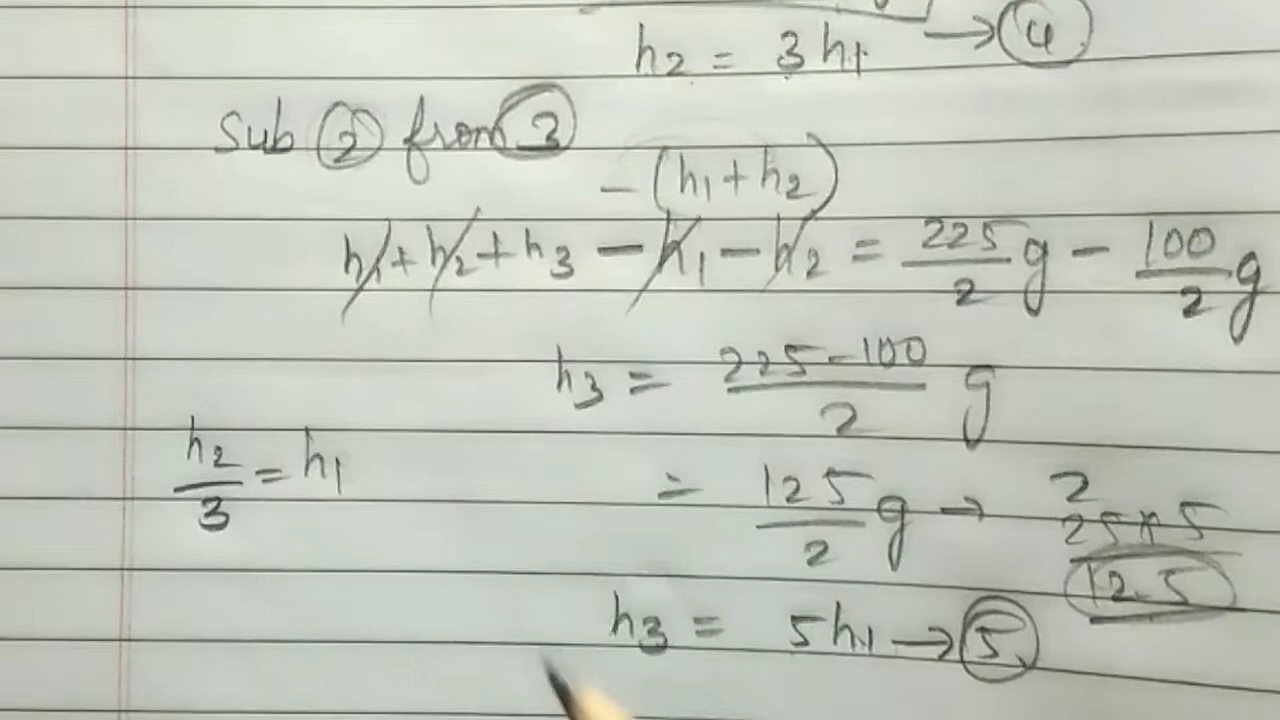 h₂ = 3h₁ → ④
Sub ② from ③
- (h₁ + h₂)
h₁ + h₂ + h₃ - h₁ - h₂ = 225/2 g - 100/2 g
h₃ = 225-100/2 g
h₂/3 = h₁
= 125/2 g → 2
25 × 5
125
h₃ = 5h₁ → ⑤